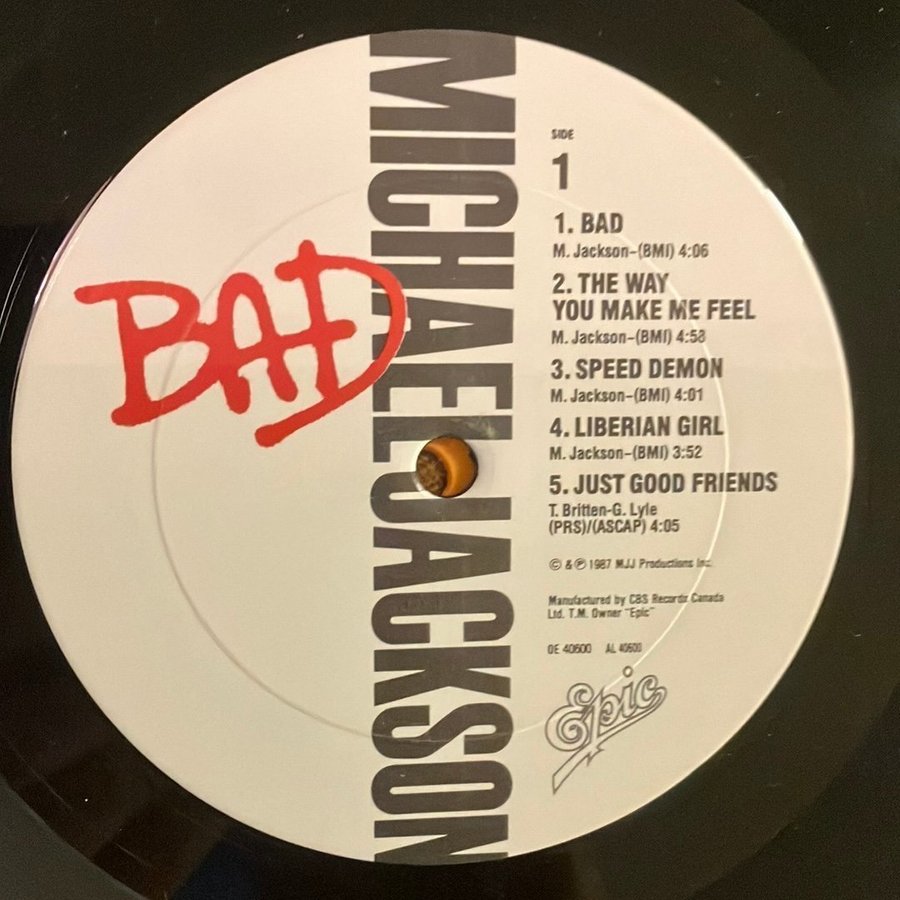 BAD
MICHAEL JACKSON
SIDE
1
1. BAD
M. Jackson-(BMI) 4:06
2. THE WAY
YOU MAKE ME FEEL
M. Jackson-(BMI) 4:58
3. SPEED DEMON
M. Jackson-(BMI) 4:01
4. LIBERIAN GIRL
M. Jackson-(BMI) 3:52
5. JUST GOOD FRIENDS
T. Britten-G. Lyle
(PRS)/(ASCAP) 4:05
© & ℗ 1987 MJJ Productions Inc.
Manufactured by CBS Records Canada
Ltd. T.M. Owner "Epic"
OE 40600 AL 40600
Epic